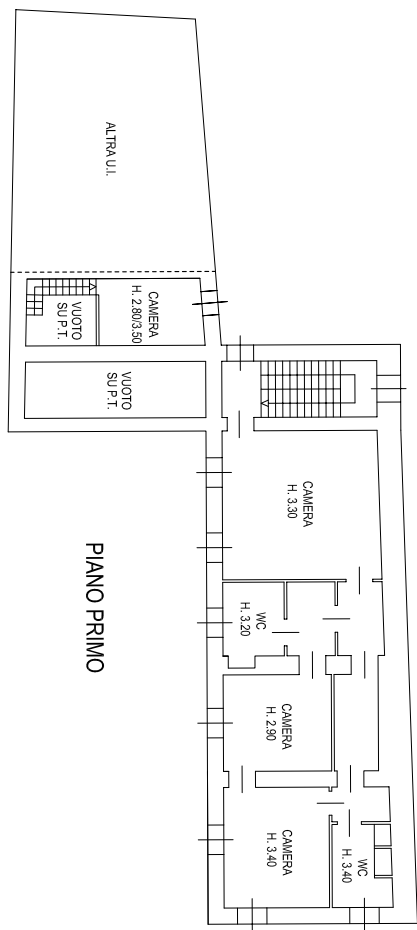 ALTRA U.I.
CAMERA
H. 2.80/3.50
VUOTO
SU P.T.
VUOTO
SU P.T.
CAMERA
H. 3.30
WC
H. 3.20
CAMERA
H. 2.90
CAMERA
H. 3.40
WC
H. 3.40
PIANO PRIMO